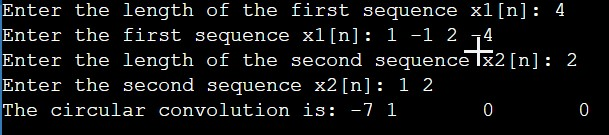 Enter the length of the first sequence x1[n]: 4
Enter the first sequence x1[n]: 1 -1 2 -4
Enter the length of the second sequence x2[n]: 2
Enter the second sequence x2[n]: 1 2
The circular convolution is: -7 1 0 0